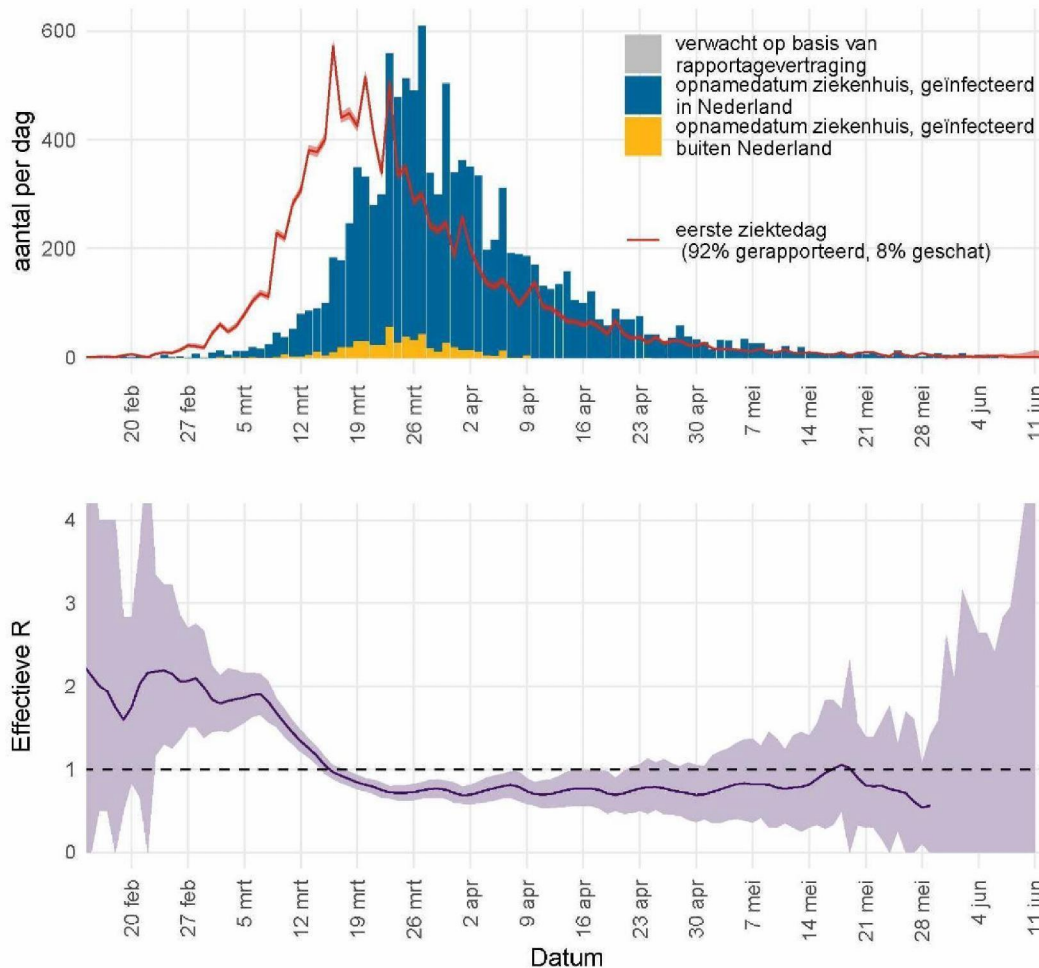 600
400
200
0
aantal per dag
verwacht op basis van
rapportagevertraging
opnamedatum ziekenhuis, geïnfecteerd
in Nederland
opnamedatum ziekenhuis, geïnfecteerd
buiten Nederland
eerste ziektedag
(92% gerapporteerd, 8% geschat)
20 feb
27 feb
5 mrt
12 mrt
19 mrt
26 mrt
2 apr
9 apr
16 apr
23 apr
30 apr
7 mei
14 mei
21 mei
28 mei
4 jun
11 jun
4
3
2
1
0
Effectieve R
20 feb
27 feb
5 mrt
12 mrt
19 mrt
26 mrt
2 apr
9 apr
16 apr
23 apr
30 apr
7 mei
14 mei
21 mei
28 mei
4 jun
11 jun
Datum